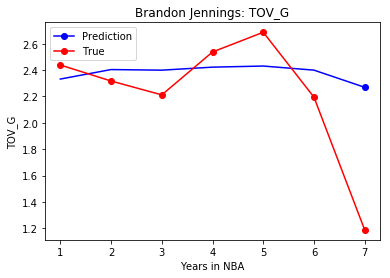 Brandon Jennings: TOV_G
Prediction
True
2.6
2.4
2.2
2.0
1.8
1.6
1.4
1.2
TOV_G
1 2 3 4 5 6 7
Years in NBA